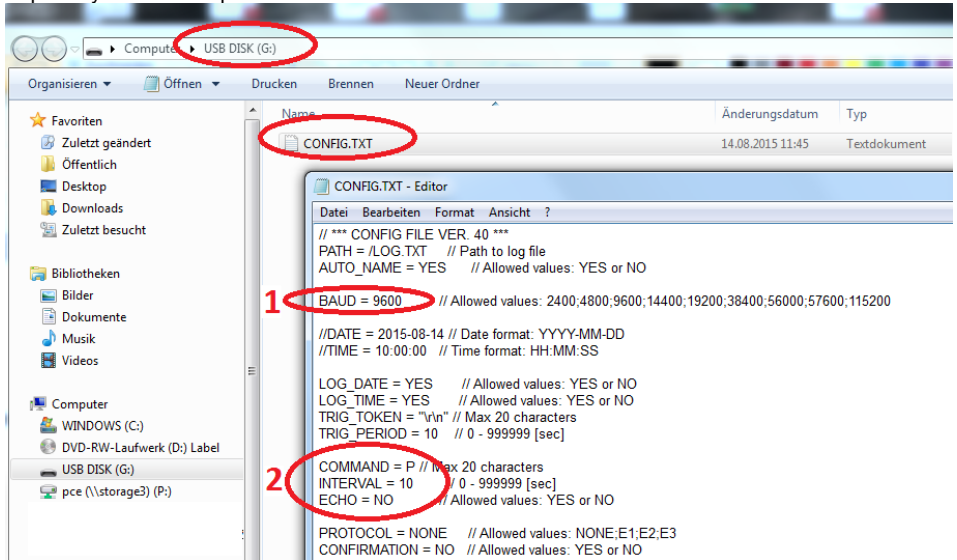 Computer ▸ USB DISK (G:)
Organisieren Öffnen Drucken Brennen Neuer Ordner
Name Änderungsdatum Typ
CONFIG.TXT 14.08.2015 11:45 Textdokument
Favoriten
Zuletzt geändert
Öffentlich
Desktop
Downloads
Zuletzt besucht
Bibliotheken
Bilder
Dokumente
Musik
Videos
Computer
WINDOWS (C:)
DVD-RW-Laufwerk (D:) Label
USB DISK (G:)
pce (\\storage3) (P:)
CONFIG.TXT - Editor
Datei Bearbeiten Format Ansicht ?
// *** CONFIG FILE VER. 40 ***
PATH = /LOG.TXT // Path to log file
AUTO_NAME = YES // Allowed values: YES or NO
1
BAUD = 9600 // Allowed values: 2400;4800;9600;14400;19200;38400;56000;57600;115200
//DATE = 2015-08-14 // Date format: YYYY-MM-DD
//TIME = 10:00:00 // Time format: HH:MM:SS
LOG_DATE = YES // Allowed values: YES or NO
LOG_TIME = YES // Allowed values: YES or NO
TRIG_TOKEN = "\r\n" // Max 20 characters
TRIG_PERIOD = 10 // 0 - 999999 [sec]
2
COMMAND = P // Max 20 characters
INTERVAL = 10 // 0 - 999999 [sec]
ECHO = NO // Allowed values: YES or NO
PROTOCOL = NONE // Allowed values: NONE;E1;E2;E3
CONFIRMATION = NO // Allowed values: YES or NO